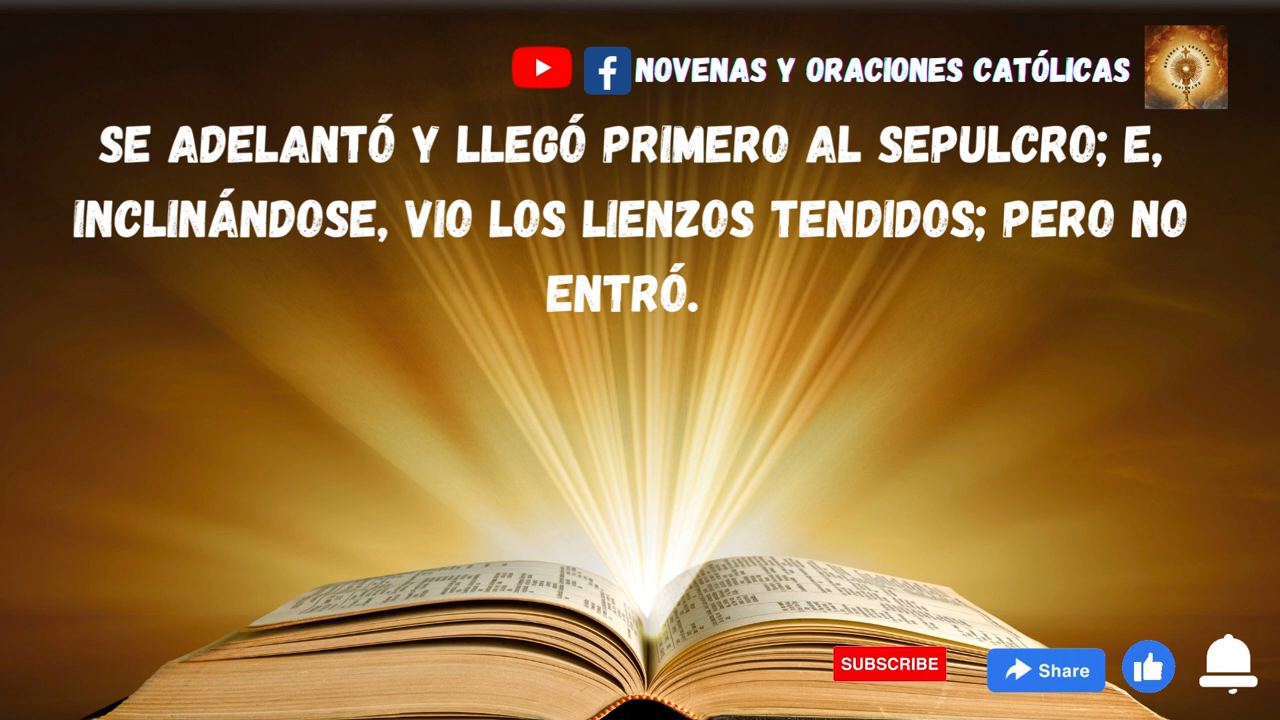 NOVENAS Y ORACIONES CATÓLICAS
SE ADELANTÓ Y LLEGÓ PRIMERO AL SEPULCRO; E,
INCLINÁNDOSE, VIO LOS LIENZOS TENDIDOS; PERO NO
ENTRÓ.
SUBSCRIBE
Share